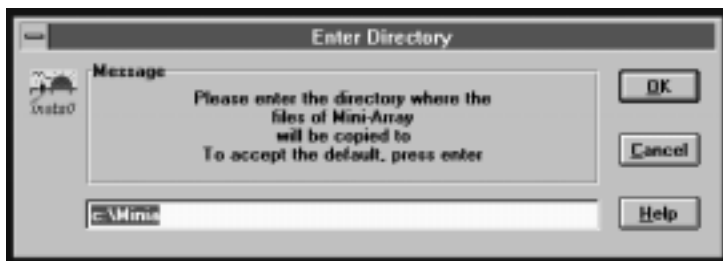 Enter Directory
Message
Please enter the directory where the
files of Mini-Array
will be copied to
To accept the default, press enter
c:\Minia
OK
Cancel
Help